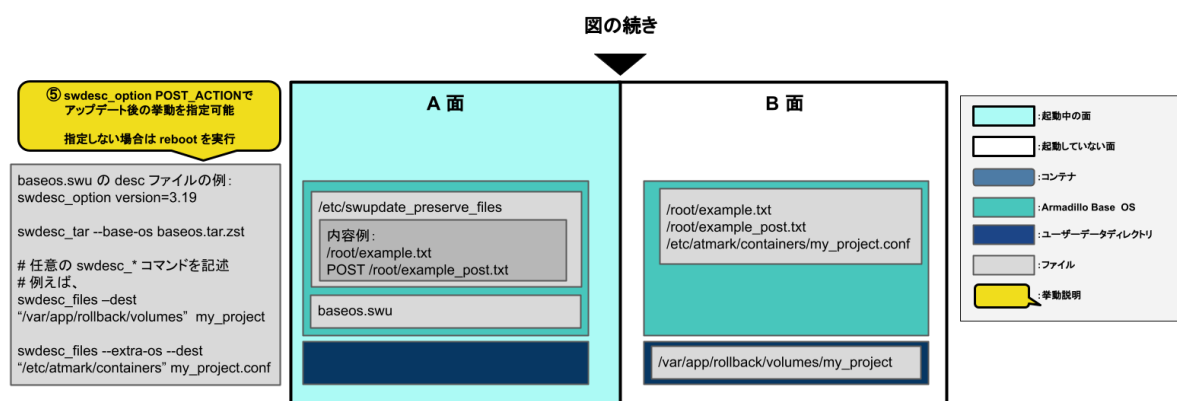 図の続き
⑤ swdesc_option POST_ACTIONで
アップデート後の挙動を指定可能
指定しない場合は reboot を実行
baseos.swu の desc ファイルの例：
swdesc_option version=3.19
swdesc_tar --base-os baseos.tar.zst
# 任意の swdesc_* コマンドを記述
# 例えば、
swdesc_files –dest
“/var/app/rollback/volumes” my_project
swdesc_files --extra-os --dest
“/etc/atmark/containers” my_project.conf
A 面
/etc/swupdate_preserve_files
内容例：
/root/example.txt
POST /root/example_post.txt
baseos.swu
B 面
/root/example.txt
/root/example_post.txt
/etc/atmark/containers/my_project.conf
/var/app/rollback/volumes/my_project
：起動中の面
：起動していない面
：コンテナ
：Armadillo Base OS
：ユーザーデータディレクトリ
：ファイル
：挙動説明